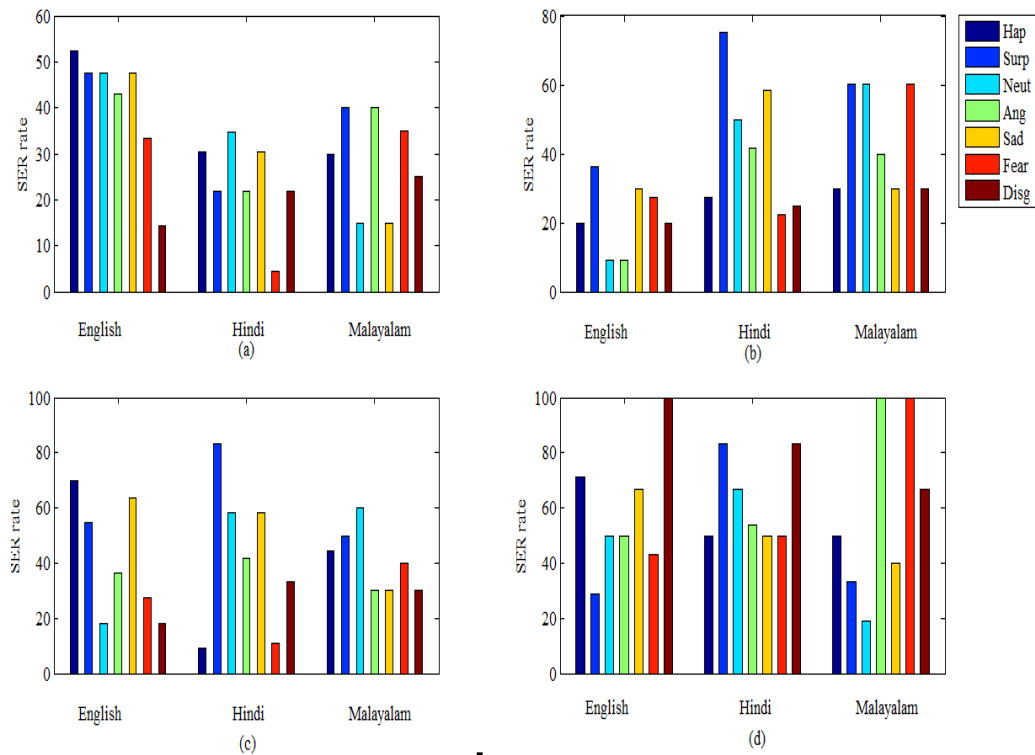 60
50
40
30
20
10
0
SER rate
English Hindi Malayalam
(a)
80
60
40
20
0
SER rate
English Hindi Malayalam
(b)
Hap
Surp
Neut
Ang
Sad
Fear
Disg
100
80
60
40
20
0
SER rate
English Hindi Malayalam
(c)
100
80
60
40
20
0
SER rate
English Hindi Malayalam
(d)